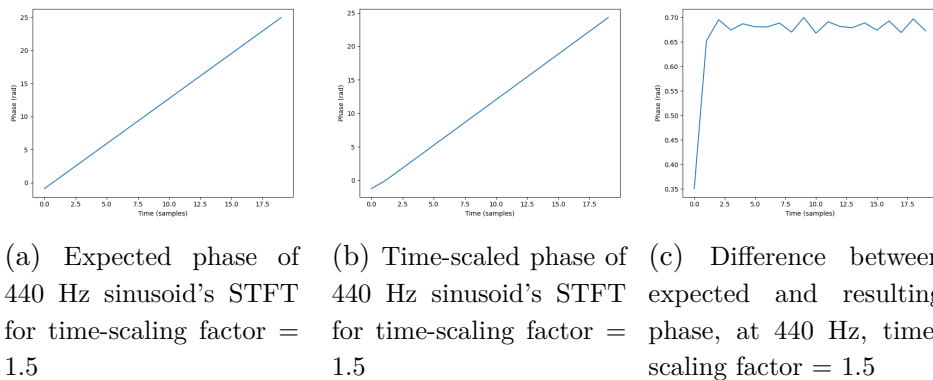 25
20
15
10
5
0
Phase (rad)
0.0 2.5 5.0 7.5 10.0 12.5 15.0 17.5
Time (samples)
25
20
15
10
5
0
Phase (rad)
0.0 2.5 5.0 7.5 10.0 12.5 15.0 17.5
Time (samples)
0.70
0.65
0.60
0.55
0.50
0.45
0.40
0.35
Phase (rad)
0.0 2.5 5.0 7.5 10.0 12.5 15.0 17.5
Time (samples)
(a) Expected phase of
440 Hz sinusoid's STFT
for time-scaling factor =
1.5
(b) Time-scaled phase of
440 Hz sinusoid's STFT
for time-scaling factor =
1.5
(c) Difference between
expected and resulting
phase, at 440 Hz, time
scaling factor = 1.5